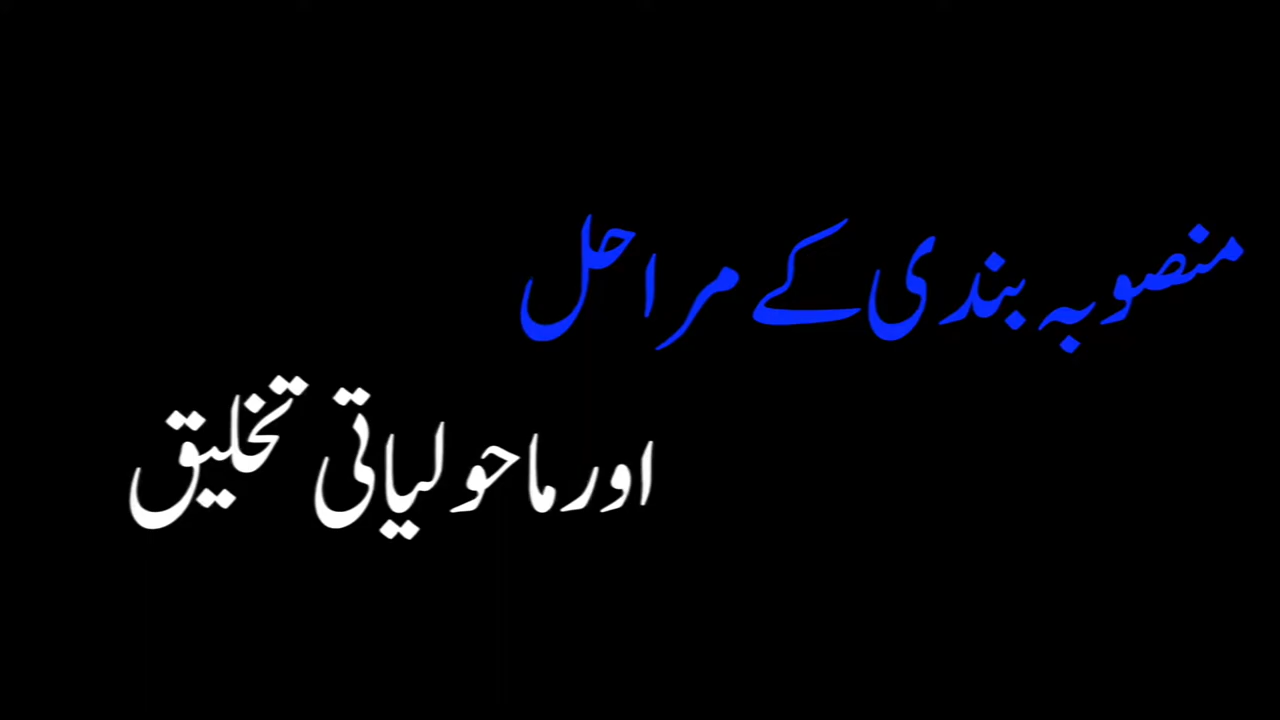 منصوبہ بندی کے مراحل
اور ماحولیاتی تخلیق